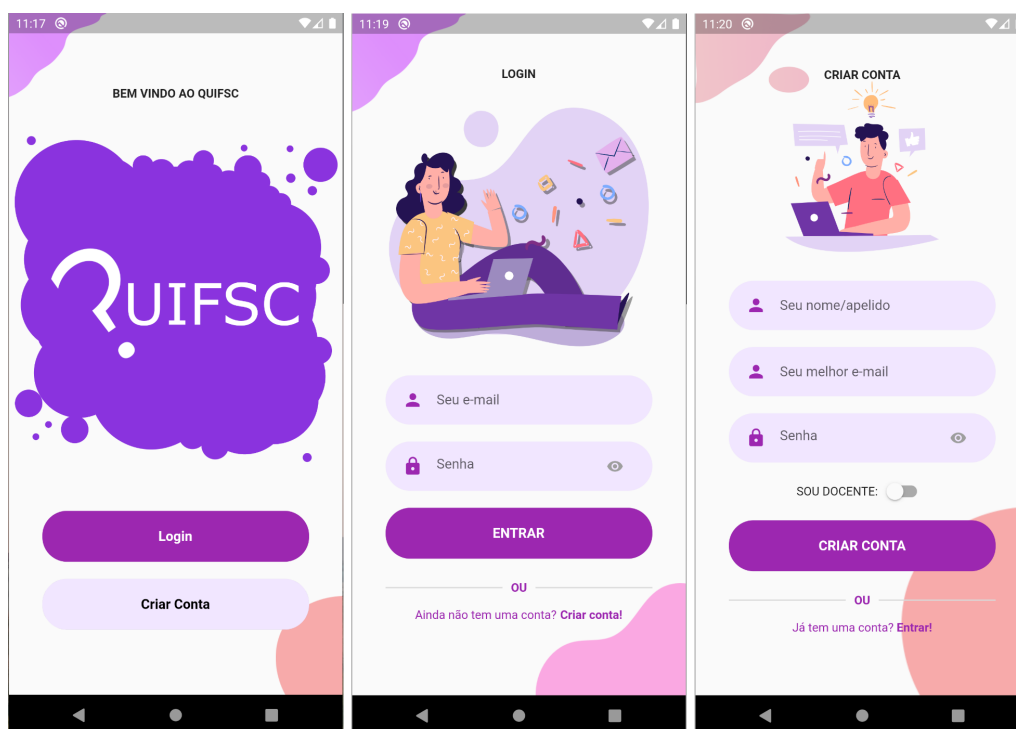 11:17
BEM VINDO AO QUIFSC
QUIFSC
Login
Criar Conta
11:19
LOGIN
Seu e-mail
Senha
ENTRAR
OU
Ainda não tem uma conta? Criar conta!
11:20
CRIAR CONTA
Seu nome/apelido
Seu melhor e-mail
Senha
SOU DOCENTE:
CRIAR CONTA
OU
Já tem uma conta? Entrar!